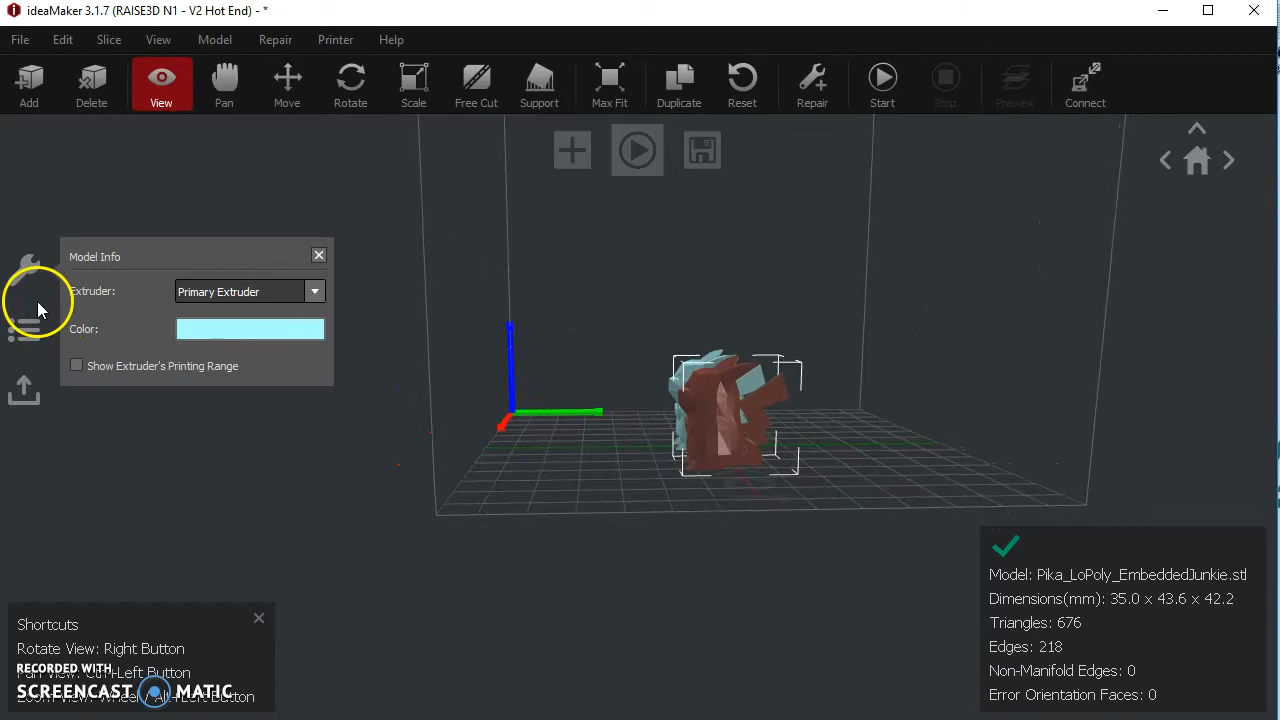 ideaMaker 3.1.7 (RAISE3D N1 - V2 Hot End) - *
File Edit Slice View Model Repair Printer Help
Add Delete View Pan Move Rotate Scale Free Cut Support Max Fit Duplicate Reset Repair Start Stop Preview Connect
Model Info
Extruder: Primary Extruder
Color:
Show Extruder's Printing Range
Model: Pika_LoPoly_EmbeddedJunkie.stl
Dimensions(mm): 35.0 x 43.6 x 42.2
Triangles: 676
Edges: 218
Non-Manifold Edges: 0
Error Orientation Faces: 0
Shortcuts
Rotate View: Right Button
RECORDED WITH
Left Button
SCREENCAST MATIC
Button